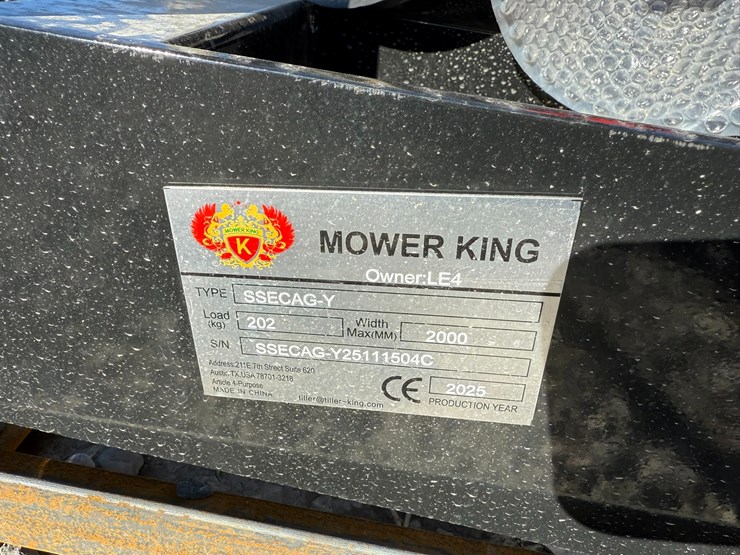 MOWER KING
K
MOWER KING
Owner:LE4
TYPE SSECAG-Y
Load (kg) 202 Width Max(MM) 2000
S/N SSECAG-Y25111504C
Address:211E 7th Street Suite 620
Austin, TX USA 78701-3218
Article 4-Purpose
MADE IN CHINA
tiller@tiller-king.com
CE
2025
PRODUCTION YEAR